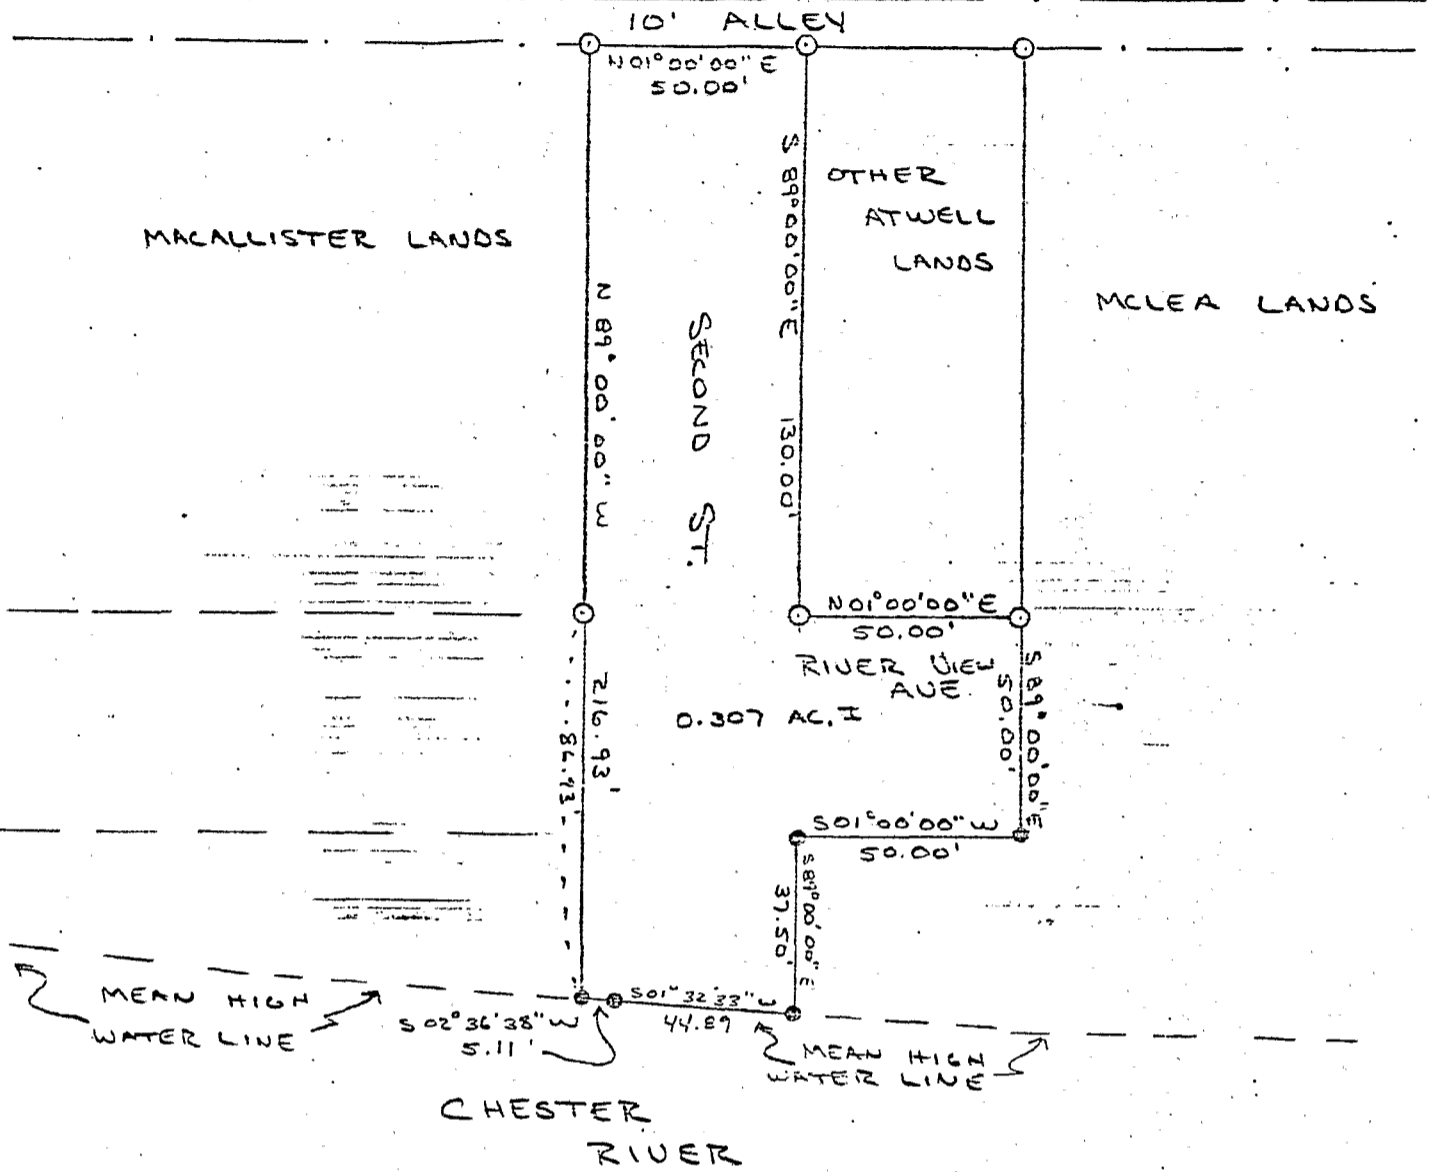 10' ALLEY
N01°00'00"E
50.00'
S 89°00'00"E 130.00'
OTHER
ATWELL
LANDS
MACALLISTER LANDS
MCLEA LANDS
N 89°00'00" W
216.93'
SECOND ST.
N01°00'00"E
50.00'
RIVER VIEW
AVE.
S 89°00'00"E
50.00'
0.307 AC.±
86.93'
S01°00'00"W
50.00'
S 89°00'00"E
37.50'
MEAN HIGH
WATER LINE
S 02°36'38" W
5.11'
S01°32'33"W
44.89
MEAN HIGH
WATER LINE
CHESTER
RIVER